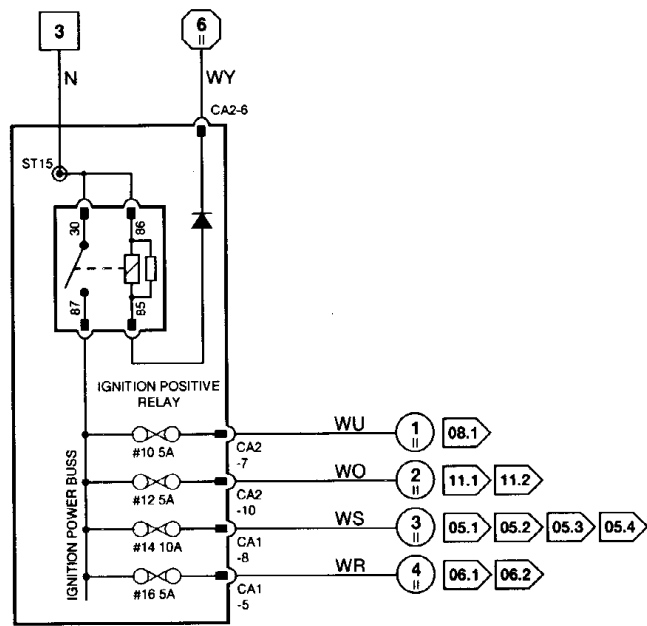 3
6
II
N
WY
CA2-6
ST15
30
86
87
85
IGNITION POSITIVE
RELAY
IGNITION POWER BUSS
#10 5A
CA2
-7
WU
1
II
08.1
#12 5A
CA2
-10
WO
2
II
11.1
11.2
#14 10A
CA1
-8
WS
3
II
05.1
05.2
05.3
05.4
#16 5A
CA1
-5
WR
4
II
06.1
06.2